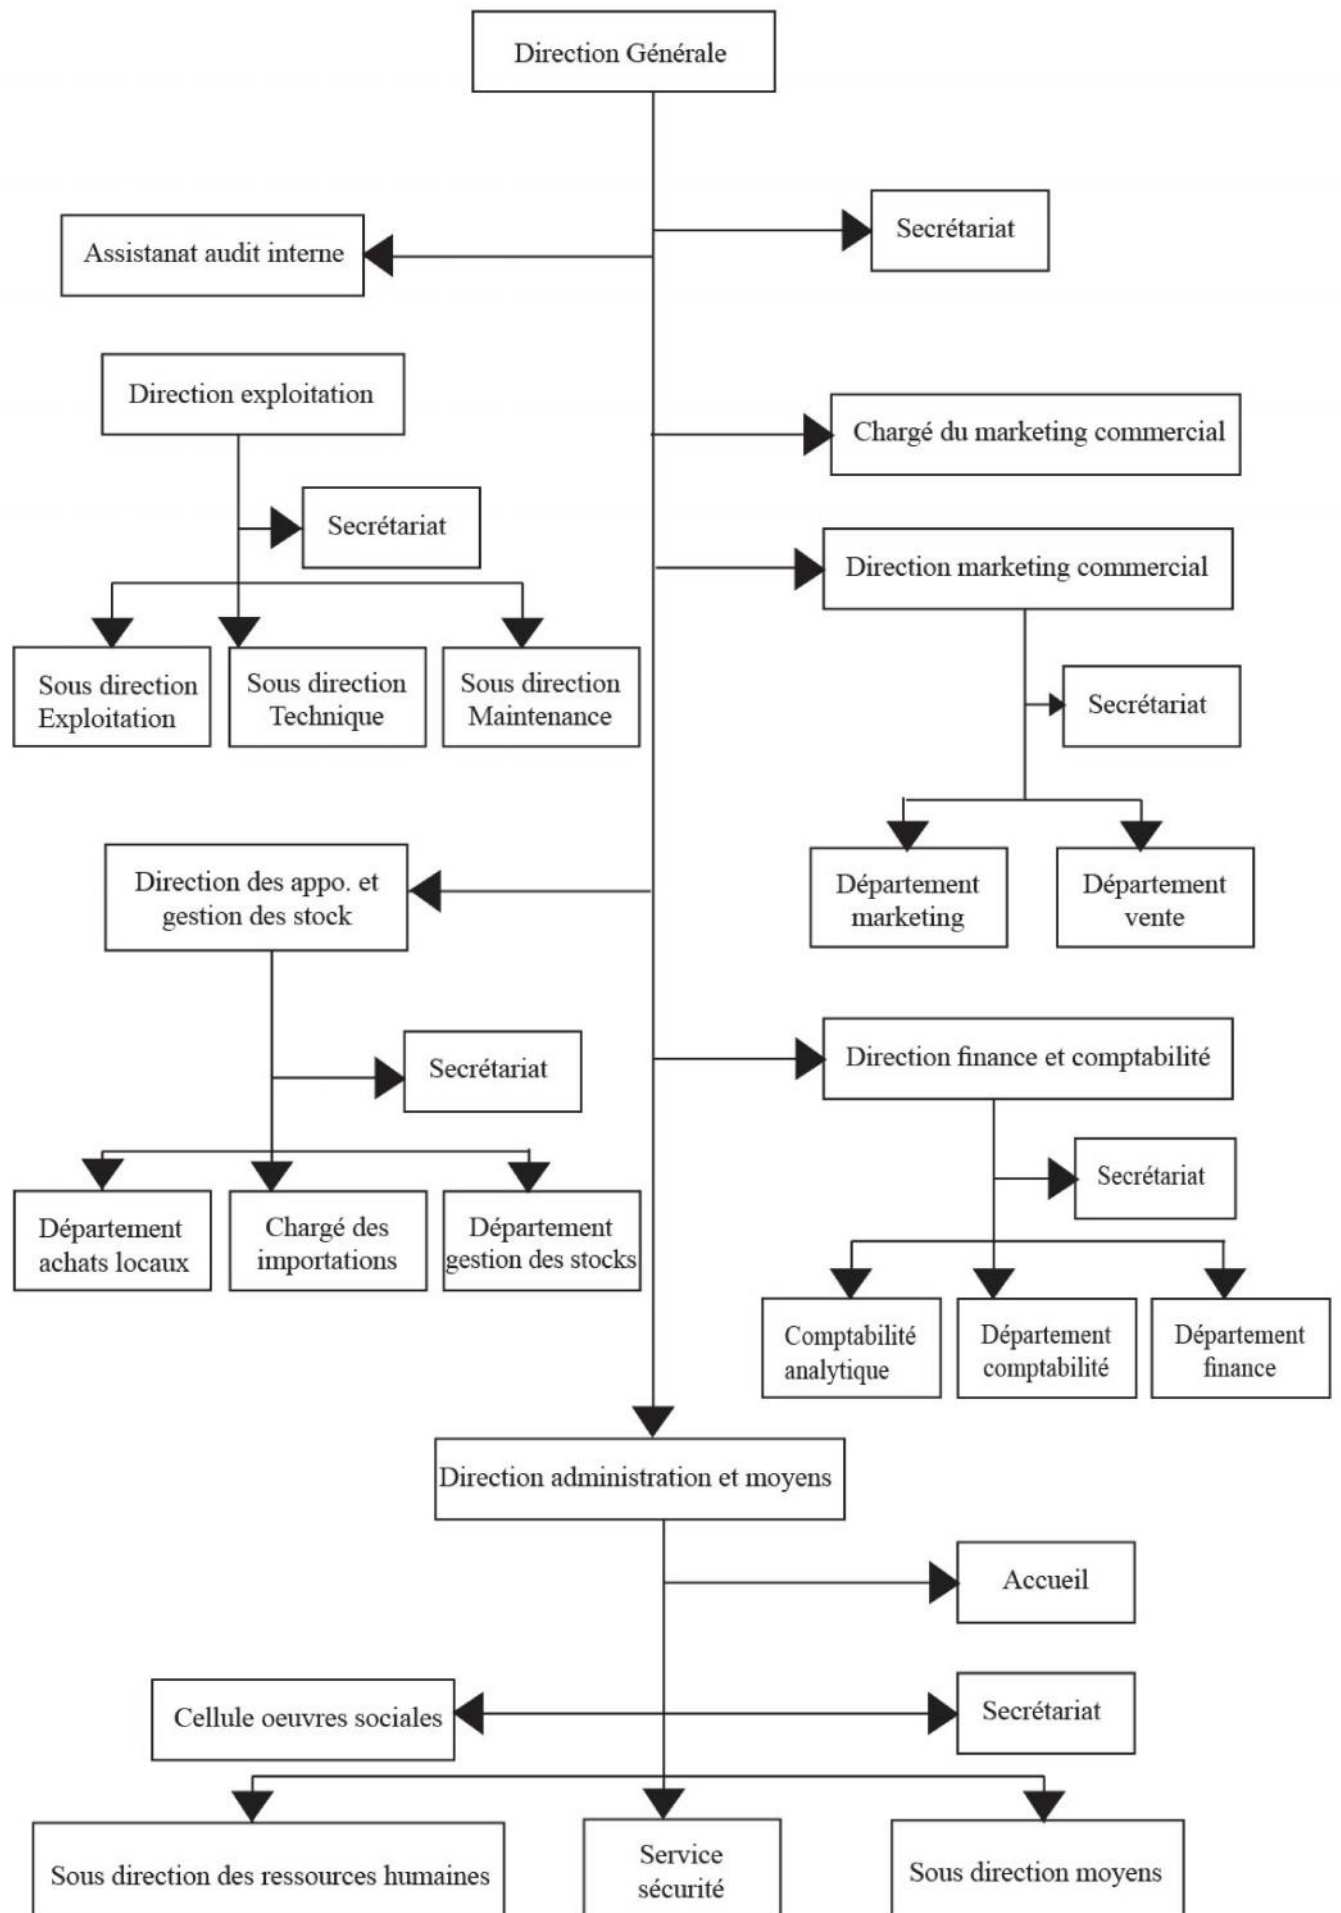 Direction Générale
Secrétariat
Assistanat audit interne
Direction exploitation
Chargé du marketing commercial
Secrétariat
Direction marketing commercial
Sous direction
Exploitation
Sous direction
Technique
Sous direction
Maintenance
Secrétariat
Direction des appo. et
gestion des stock
Département
marketing
Département
vente
Secrétariat
Direction finance et comptabilité
Secrétariat
Département
achats locaux
Chargé des
importations
Département
gestion des stocks
Comptabilité
analytique
Département
comptabilité
Département
finance
Direction administration et moyens
Accueil
Cellule oeuvres sociales
Secrétariat
Sous direction des ressources humaines
Service
sécurité
Sous direction moyens